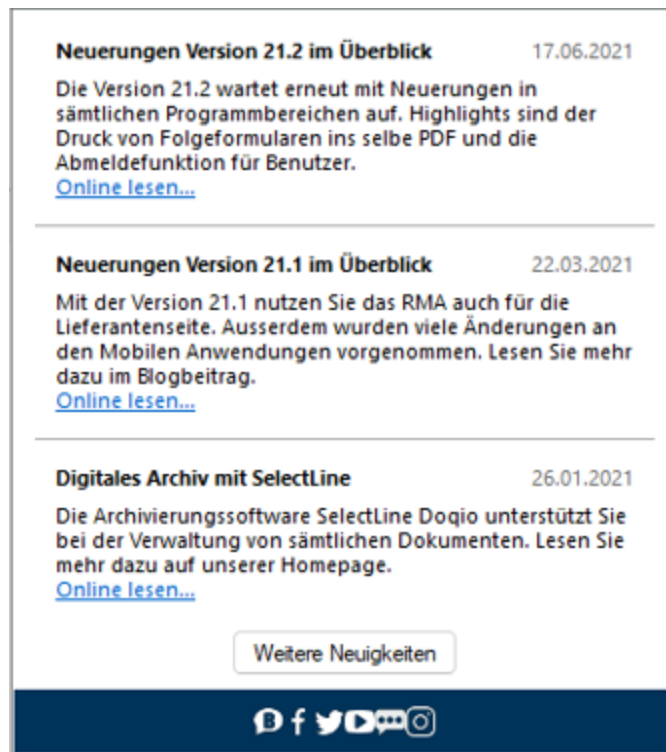 Neuerungen Version 21.2 im Überblick 17.06.2021
Die Version 21.2 wartet erneut mit Neuerungen in
sämtlichen Programmbereichen auf. Highlights sind der
Druck von Folgeformularen ins selbe PDF und die
Abmeldefunktion für Benutzer.
Online lesen...
Neuerungen Version 21.1 im Überblick 22.03.2021
Mit der Version 21.1 nutzen Sie das RMA auch für die
Lieferantenseite. Ausserdem wurden viele Änderungen an
den Mobilen Anwendungen vorgenommen. Lesen Sie mehr
dazu im Blogbeitrag.
Online lesen...
Digitales Archiv mit SelectLine 26.01.2021
Die Archivierungssoftware SelectLine Doqio unterstützt Sie
bei der Verwaltung von sämtlichen Dokumenten. Lesen Sie
mehr dazu auf unserer Homepage.
Online lesen...
Weitere Neuigkeiten